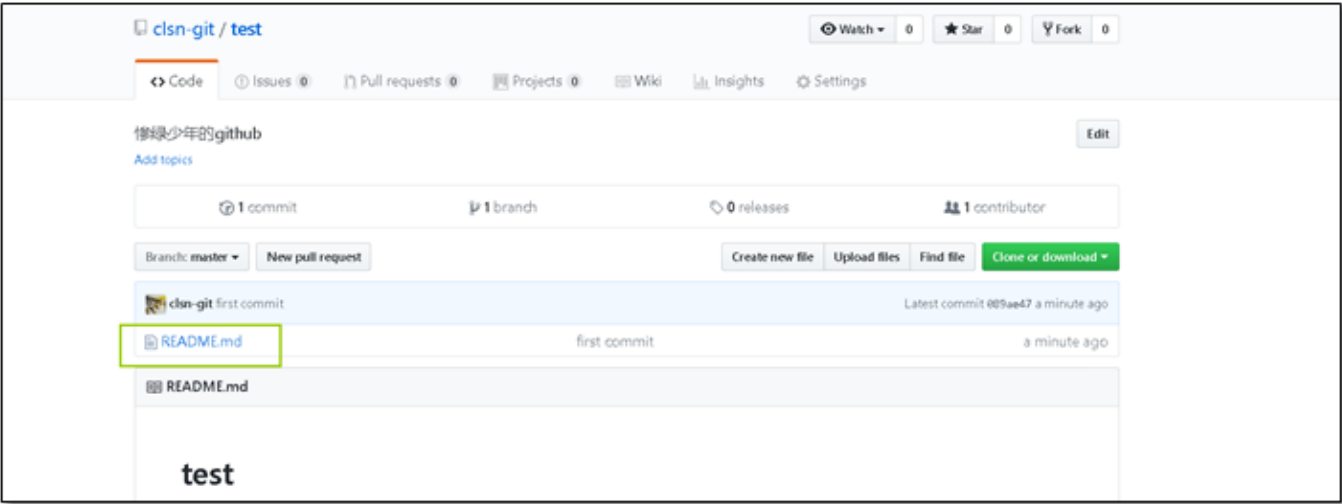 clsn-git / test
Watch 0 Star 0 Fork 0
Code Issues 0 Pull requests 0 Projects 0 Wiki Insights Settings
惨绿少年的github
Edit
Add topics
1 commit 1 branch 0 releases 1 contributor
Branch: master New pull request Create new file Upload files Find file Clone or download
clsn-git first commit Latest commit 089ae47 a minute ago
README.md first commit a minute ago
README.md
test